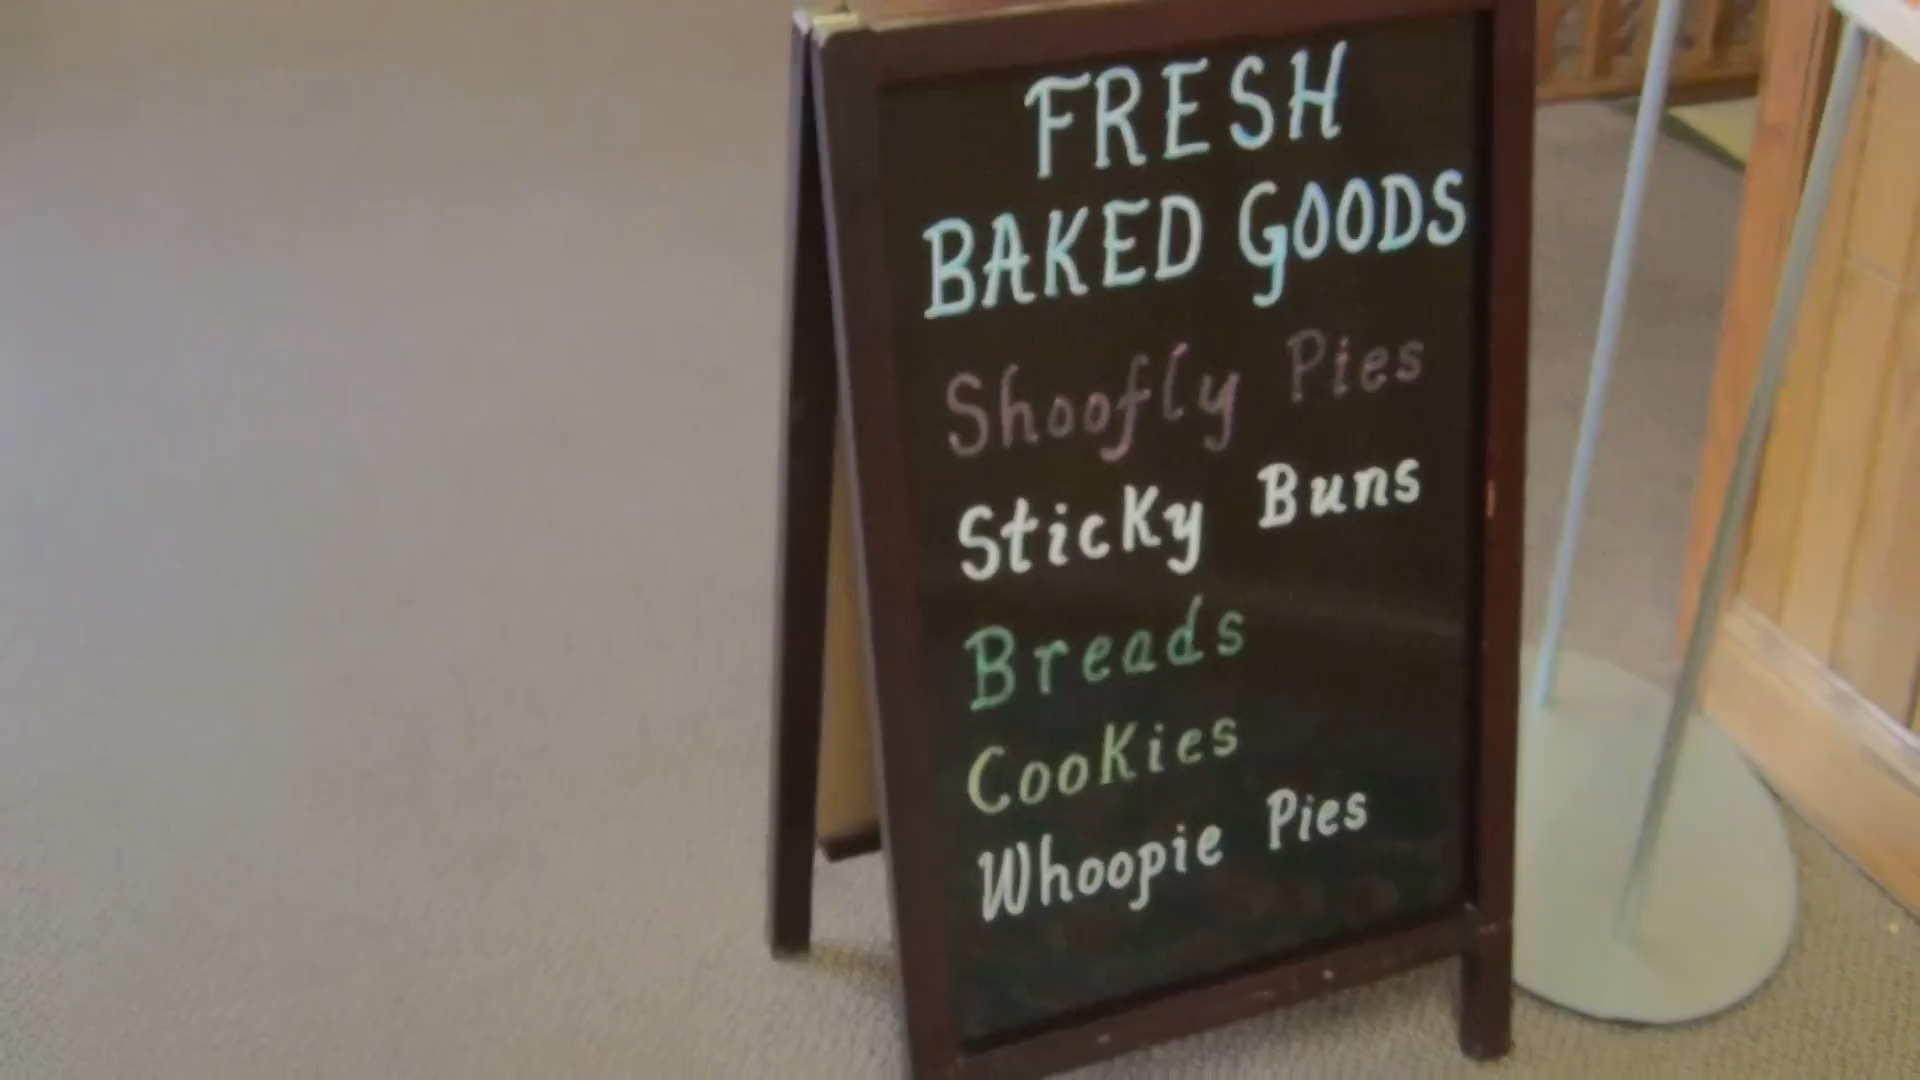 FRESH
BAKED GOODS
Shoofly Pies
Sticky Buns
Breads
Cookies
Whoopie Pies